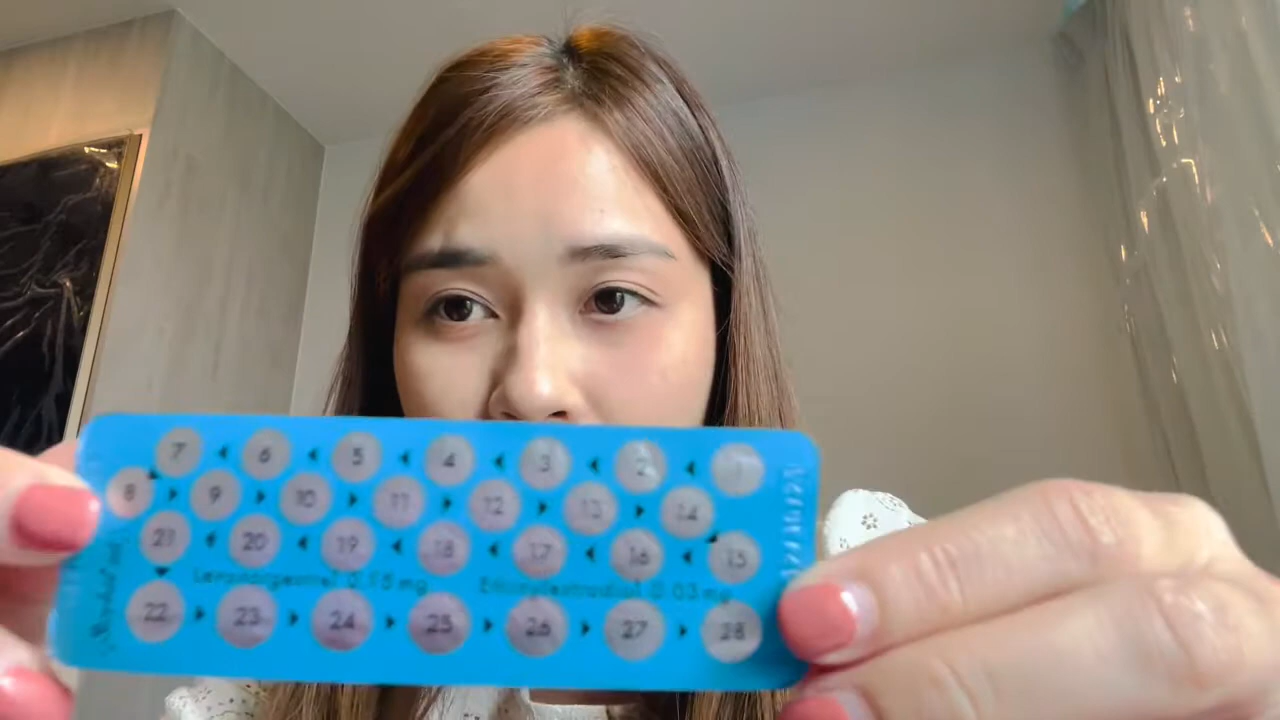 7 6 5 4 3 2 1
8 9 10 11 12 13 14
21 20 19 18 17 16 15
Levonorgestrel 0.15 mg Ethinylestradiol 0.03 mg
22 23 24 25 26 27 28